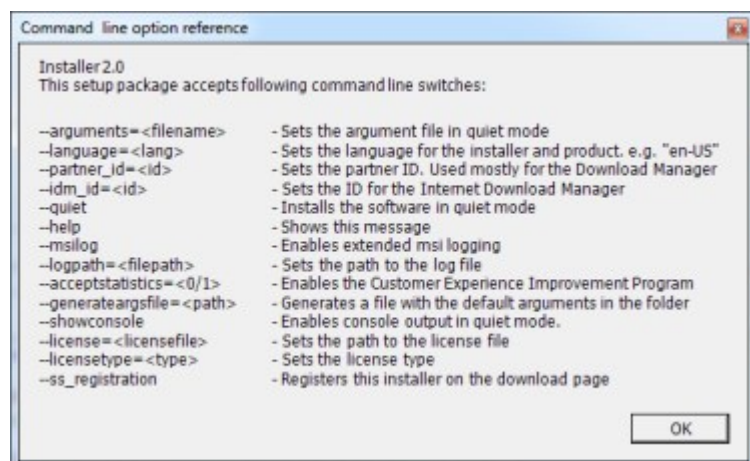 Command line option reference
Installer2.0
This setup package accepts following command line switches:
--arguments=<filename> - Sets the argument file in quiet mode
--language=<lang> - Sets the language for the installer and product. e.g. "en-US"
--partner_id=<id> - Sets the partner ID. Used mostly for the Download Manager
--idm_id=<id> - Sets the ID for the Internet Download Manager
--quiet - Installs the software in quiet mode
--help - Shows this message
--msilog - Enables extended msi logging
--logpath=<filepath> - Sets the path to the log file
--acceptstatistics=<0/1> - Enables the Customer Experience Improvement Program
--generateargsfile=<path> - Generates a file with the default arguments in the folder
--showconsole - Enables console output in quiet mode.
--license=<licensefile> - Sets the path to the license file
--licensetype=<type> - Sets the license type
--ss_registration - Registers this installer on the download page
OK